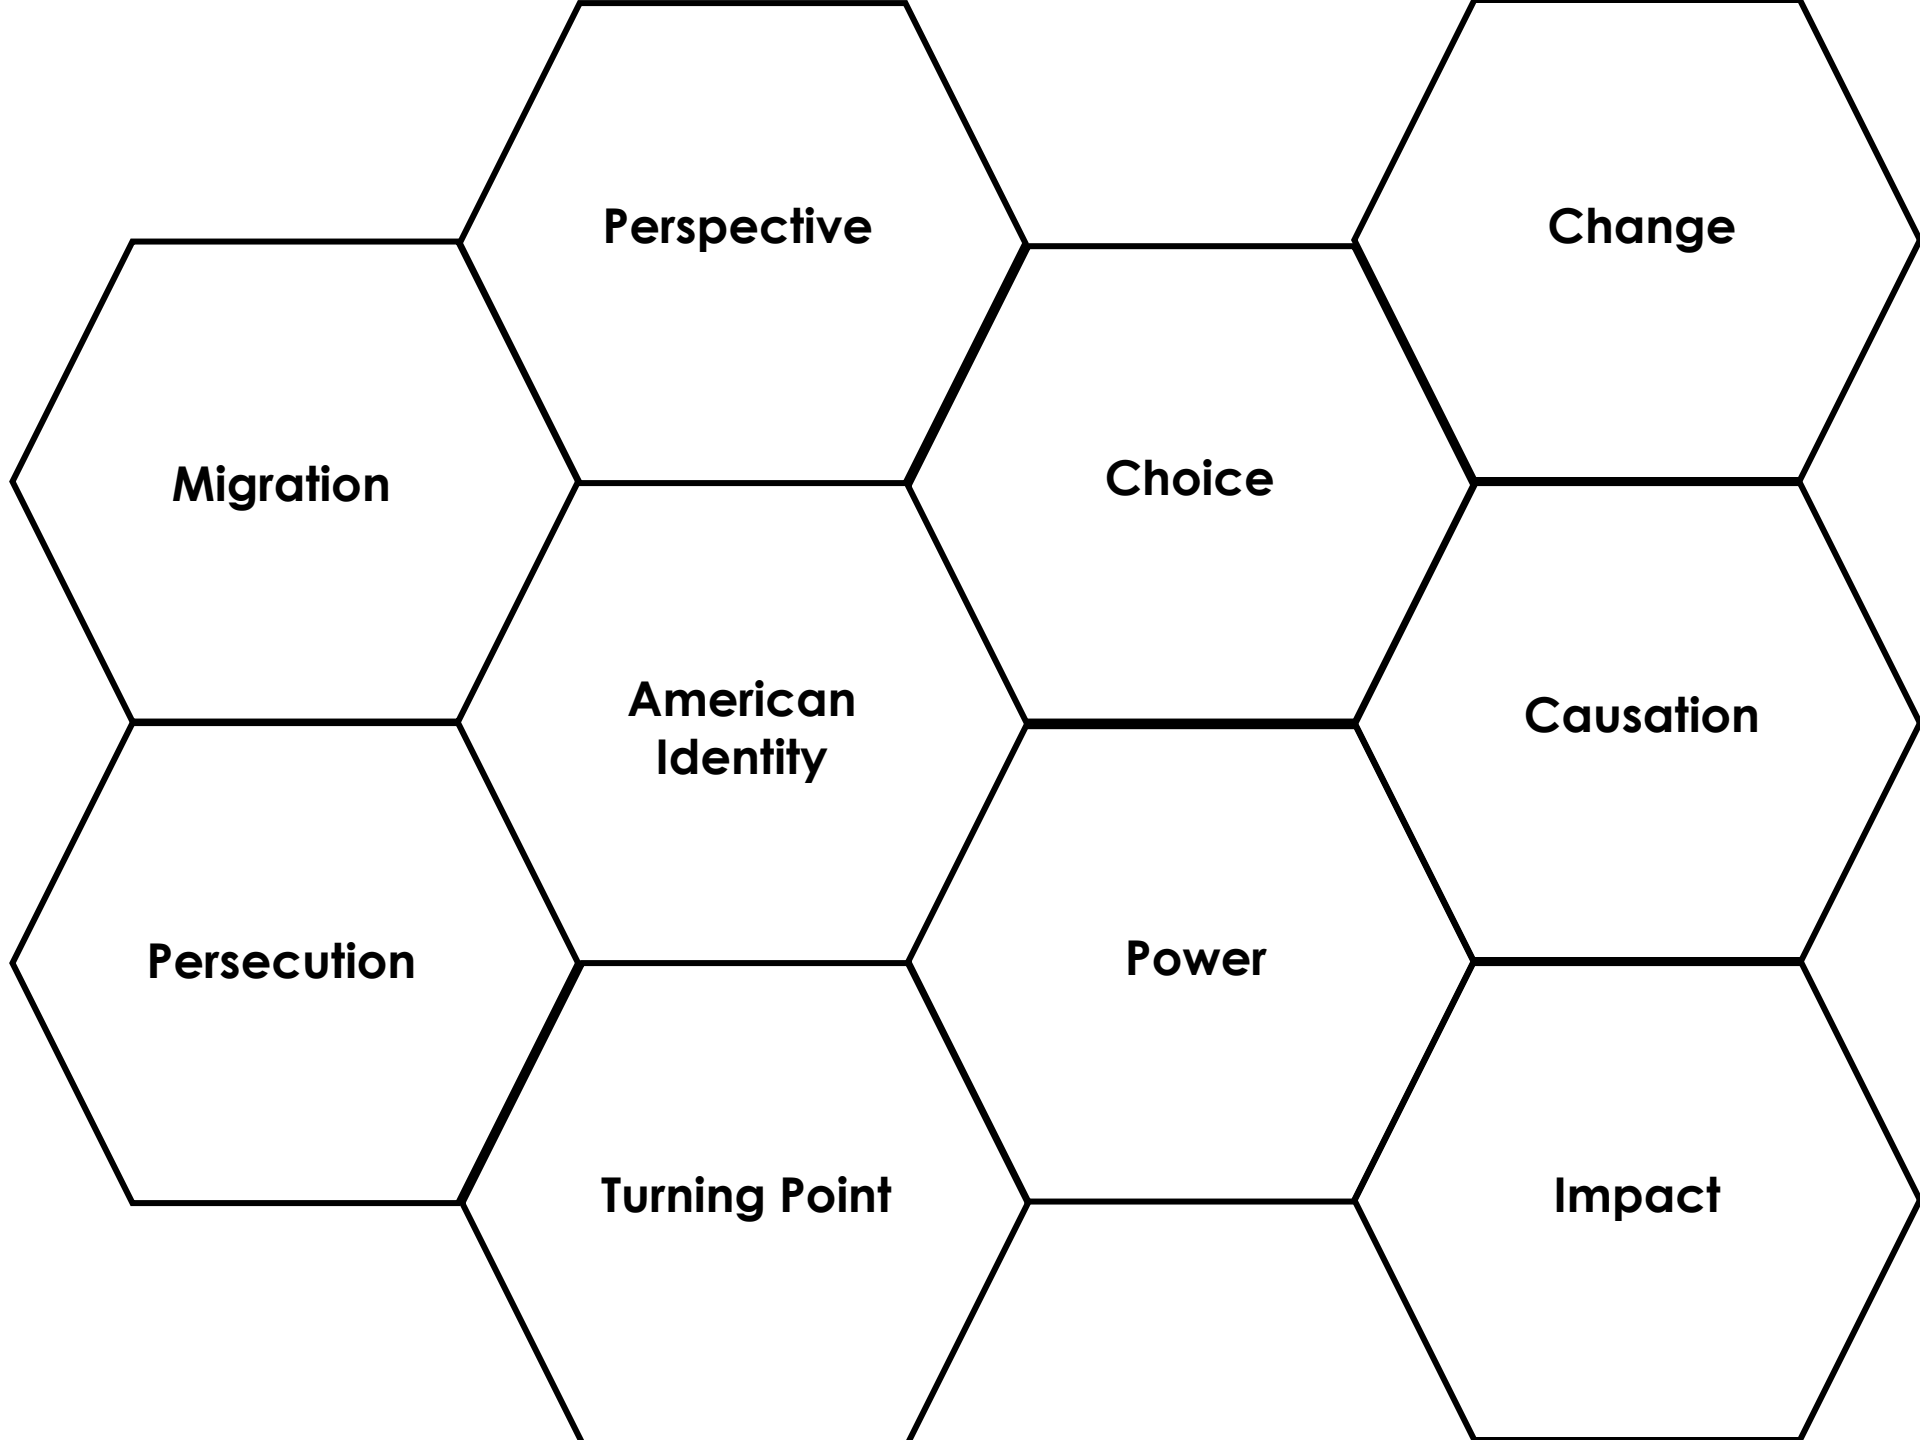 Perspective
Change
Migration
Choice
American
Identity
Causation
Persecution
Power
Turning Point
Impact